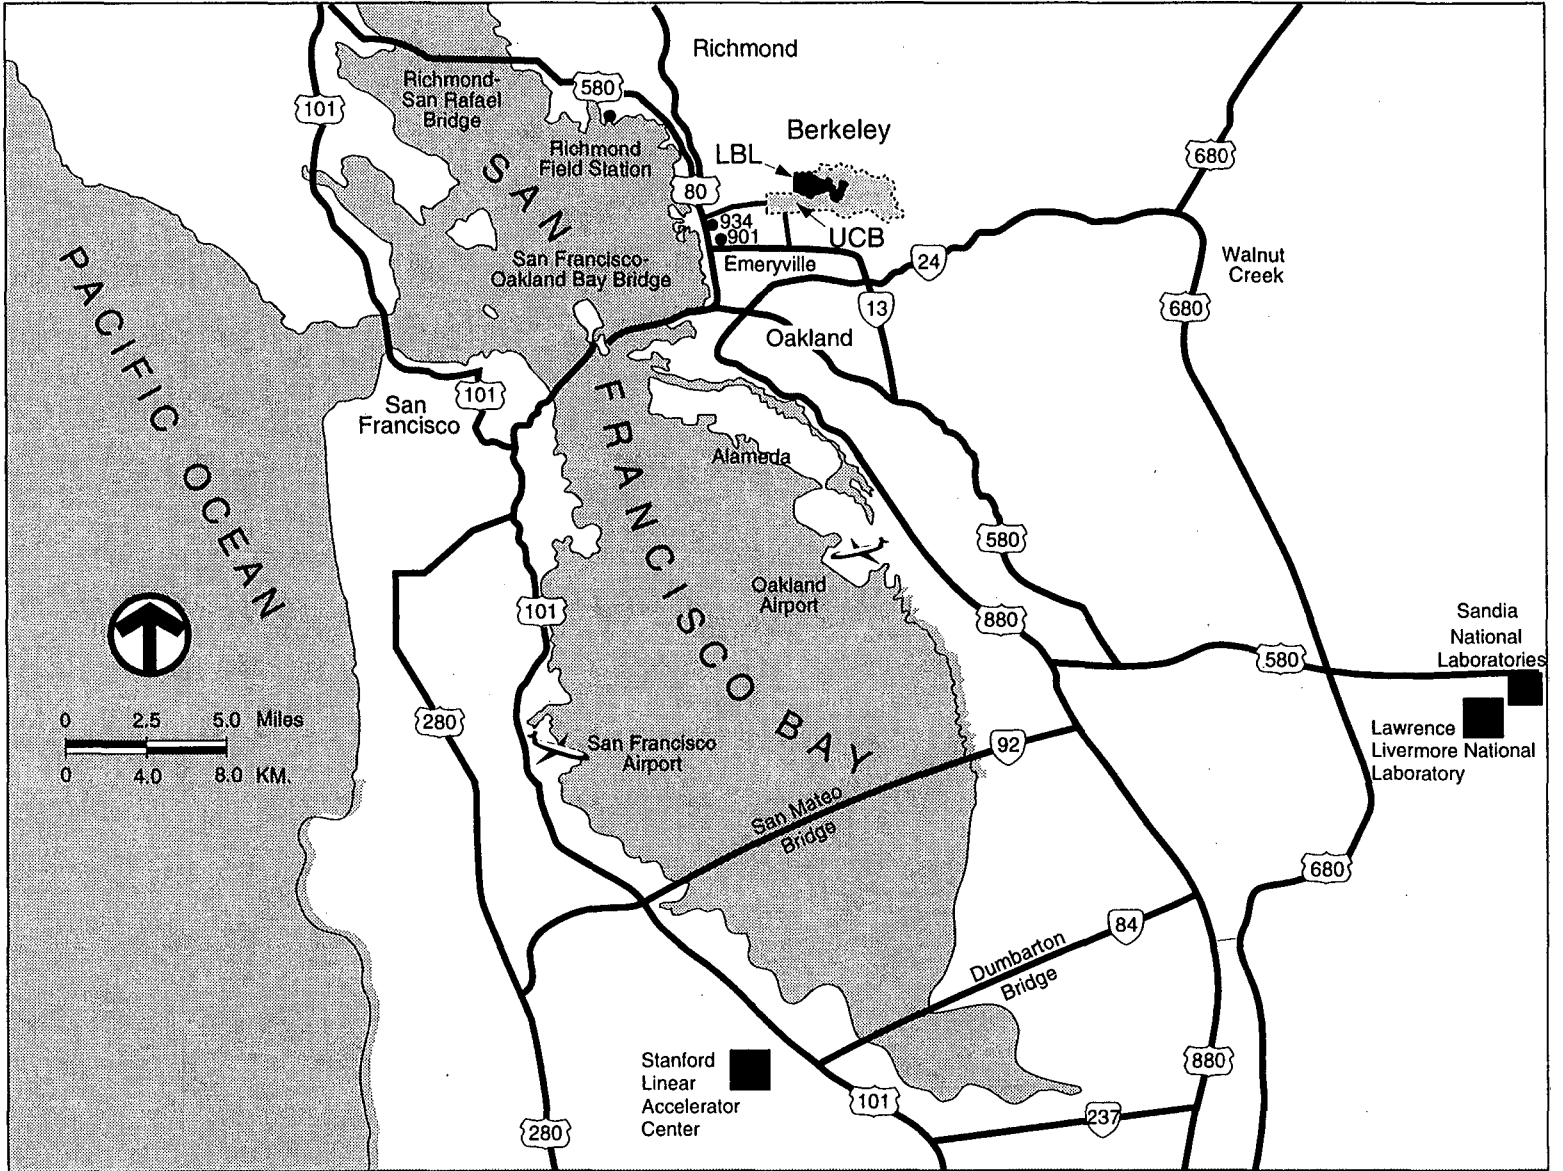 Richmond
Richmond-
San Rafael
Bridge
580
101
Berkeley
Richmond
Field Station
LBL
680
80
SAN
934
901
UCB
Emeryville
24
Walnut
Creek
San Francisco-
Oakland Bay Bridge
13
680
Oakland
PACIFIC OCEAN
101
San
Francisco
FRANCISCO
Alameda
580
Oakland
Airport
101
880
Sandia
National
Laboratories
580
0 2.5 5.0 Miles
0 4.0 8.0 KM.
280
BAY
San Francisco
Airport
92
Lawrence
Livermore National
Laboratory
San Mateo
Bridge
680
84
Dumbarton
Bridge
Stanford
Linear
Accelerator
Center
880
101
237
280